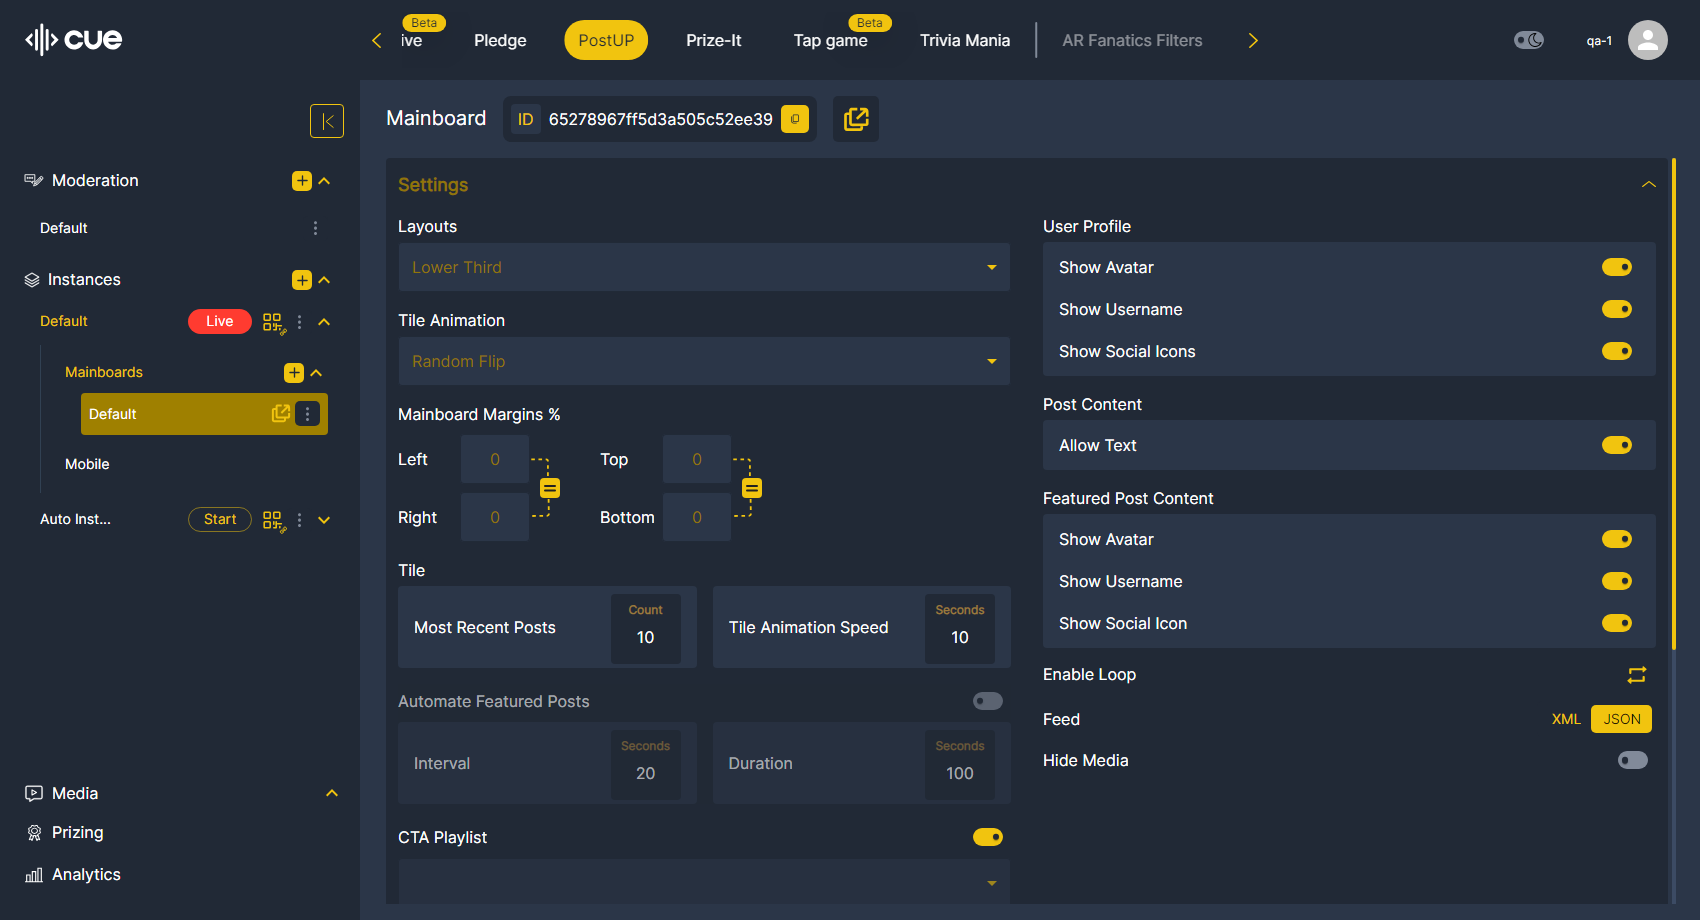 cue
Beta
ive
Pledge
PostUP
Prize-It
Beta
Tap game
Trivia Mania
AR Fanatics Filters
qa-1
Moderation
Default
Instances
Default
Live
Mainboards
Default
Mobile
Auto Inst...
Start
Media
Prizing
Analytics
Mainboard
ID
65278967ff5d3a505c52ee39
Settings
Layouts
Lower Third
Tile Animation
Random Flip
Mainboard Margins %
Left
0
Top
0
Right
0
Bottom
0
Tile
Most Recent Posts
Count
10
Tile Animation Speed
Seconds
10
Automate Featured Posts
Interval
Seconds
20
Duration
Seconds
100
CTA Playlist
User Profile
Show Avatar
Show Username
Show Social Icons
Post Content
Allow Text
Featured Post Content
Show Avatar
Show Username
Show Social Icon
Enable Loop
Feed
XML
JSON
Hide Media